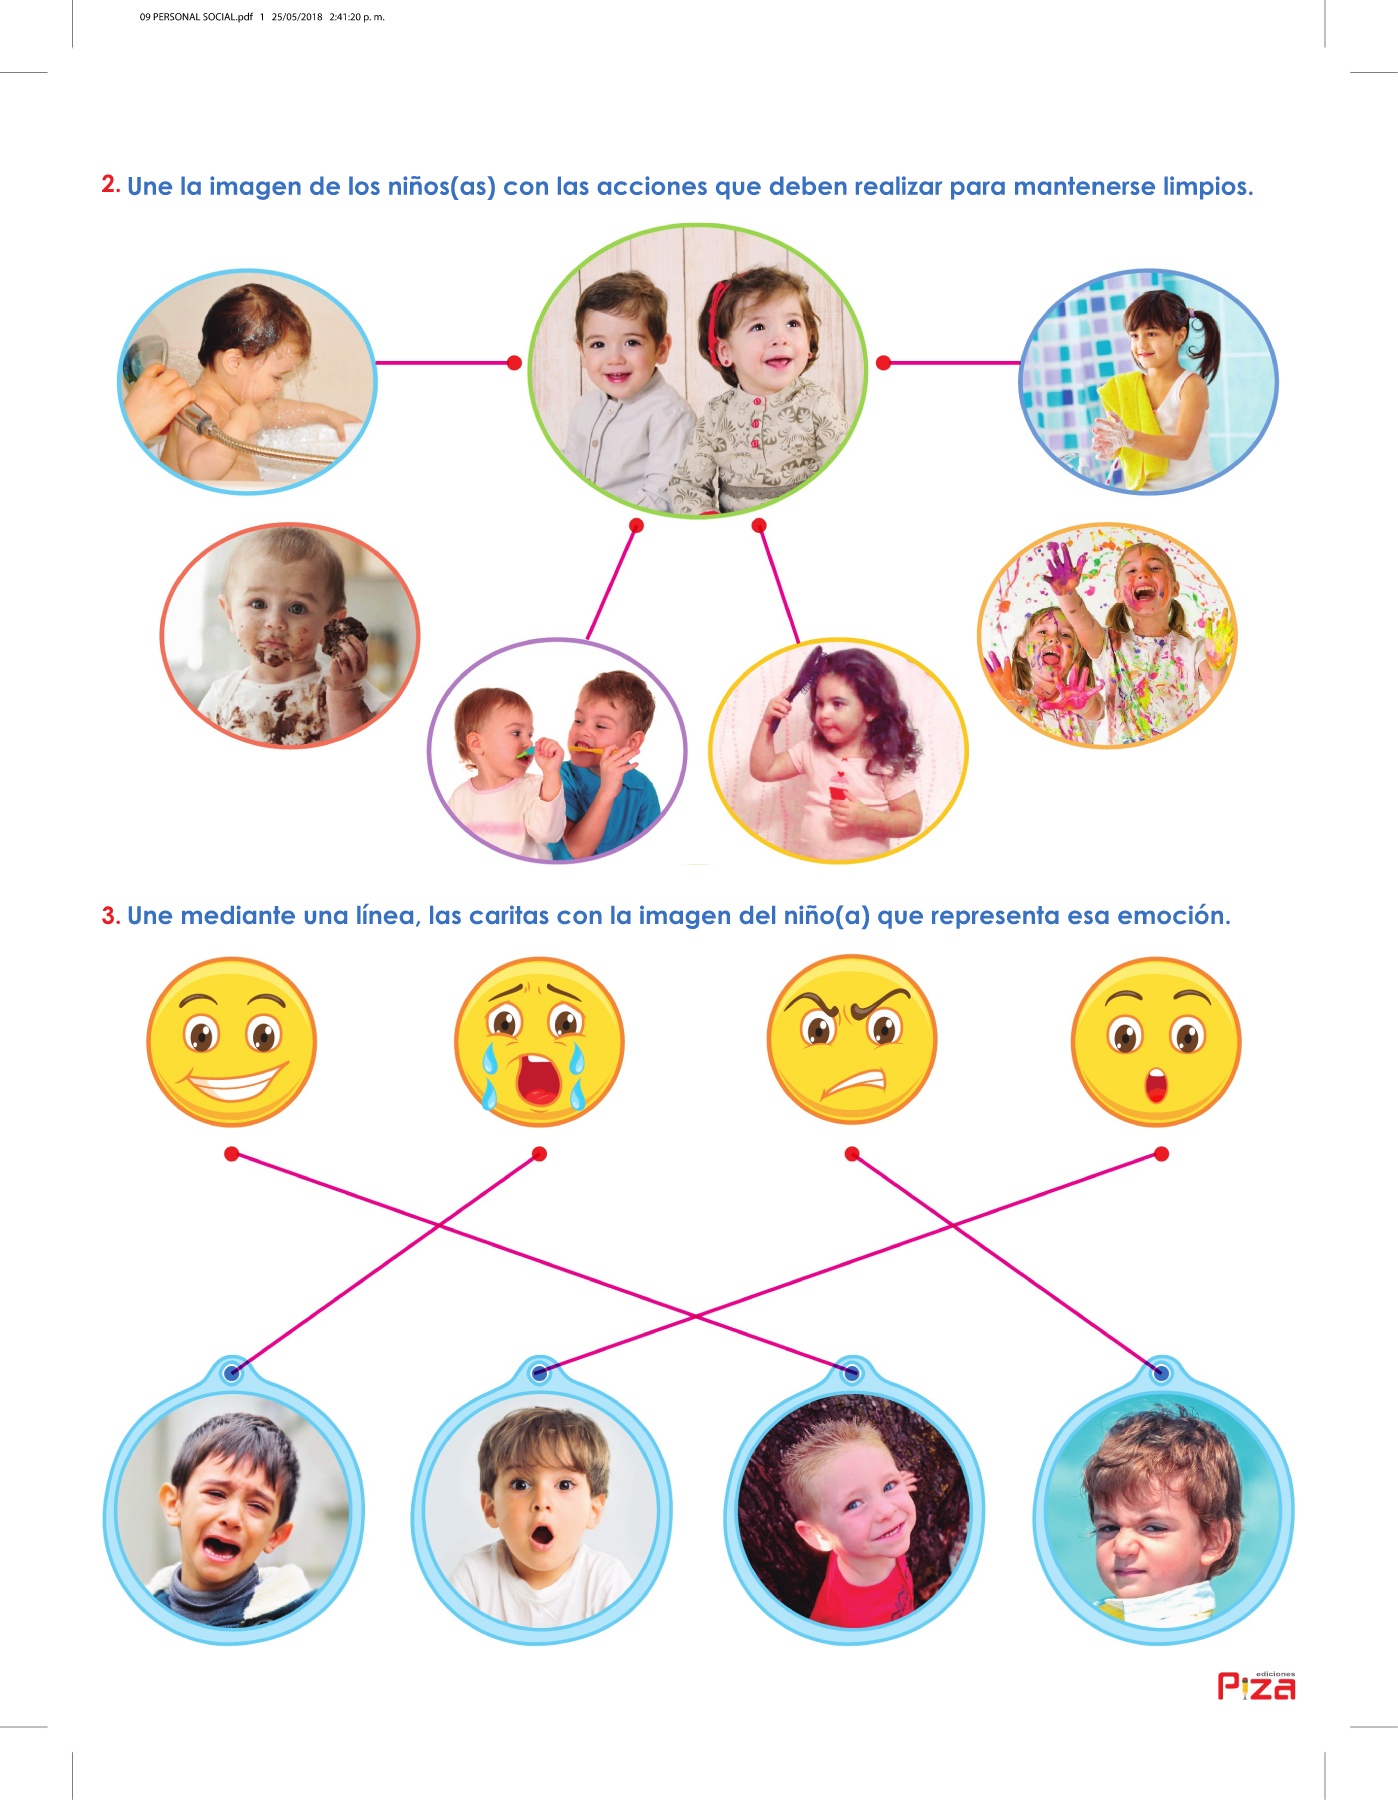 09 PERSONAL SOCIAL.pdf 1 25/05/2018 2:41:20 p. m.
2. Une la imagen de los niños(as) con las acciones que deben realizar para mantenerse limpios.
3. Une mediante una línea, las caritas con la imagen del niño(a) que representa esa emoción.
ediciones
Piza